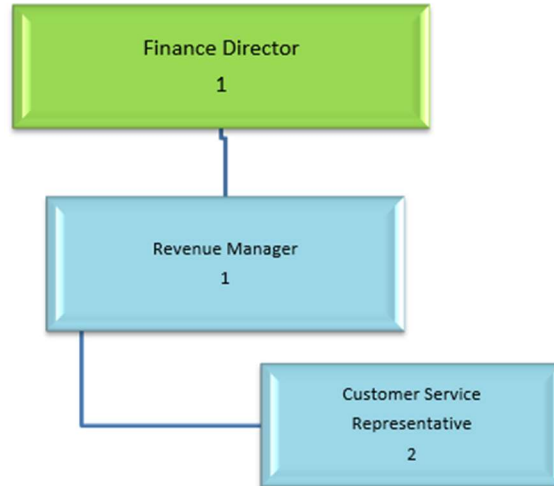 Finance Director
1
Revenue Manager
1
Customer Service
Representative
2